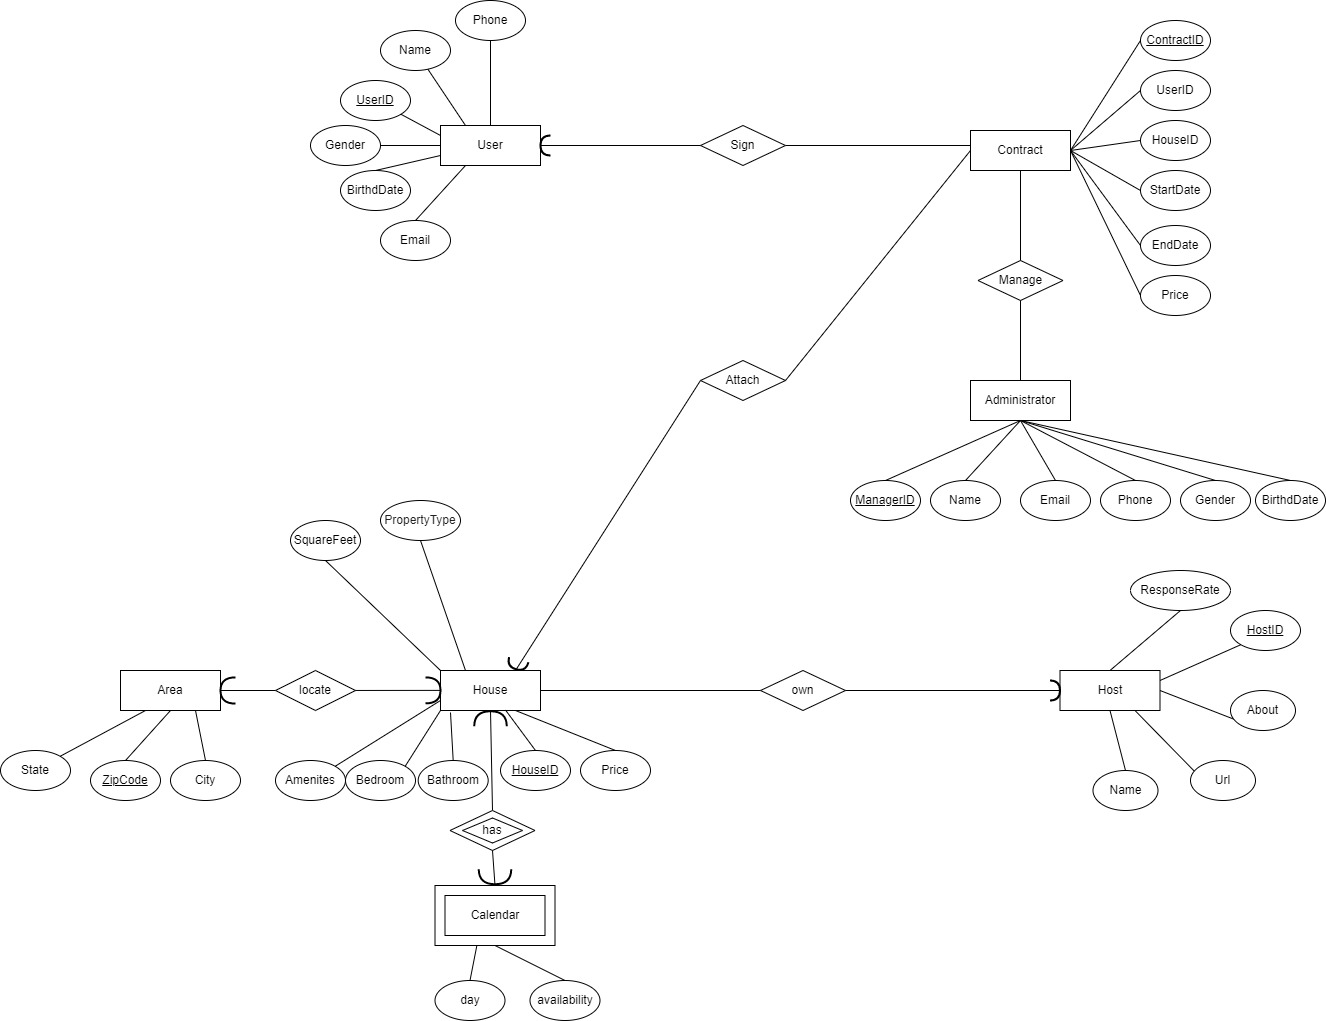 Phone
Name
UserID
Gender
User
BirthdDate
Email
Sign
Contract
ContractID
UserID
HouseID
StartDate
EndDate
Price
Manage
Attach
Administrator
ManagerID
Name
Email
Phone
Gender
BirthdDate
PropertyType
SquareFeet
Area
locate
House
own
Host
ResponseRate
HostID
About
Name
Url
State
ZipCode
City
Amenites
Bedroom
Bathroom
HouseID
Price
has
Calendar
day
availability